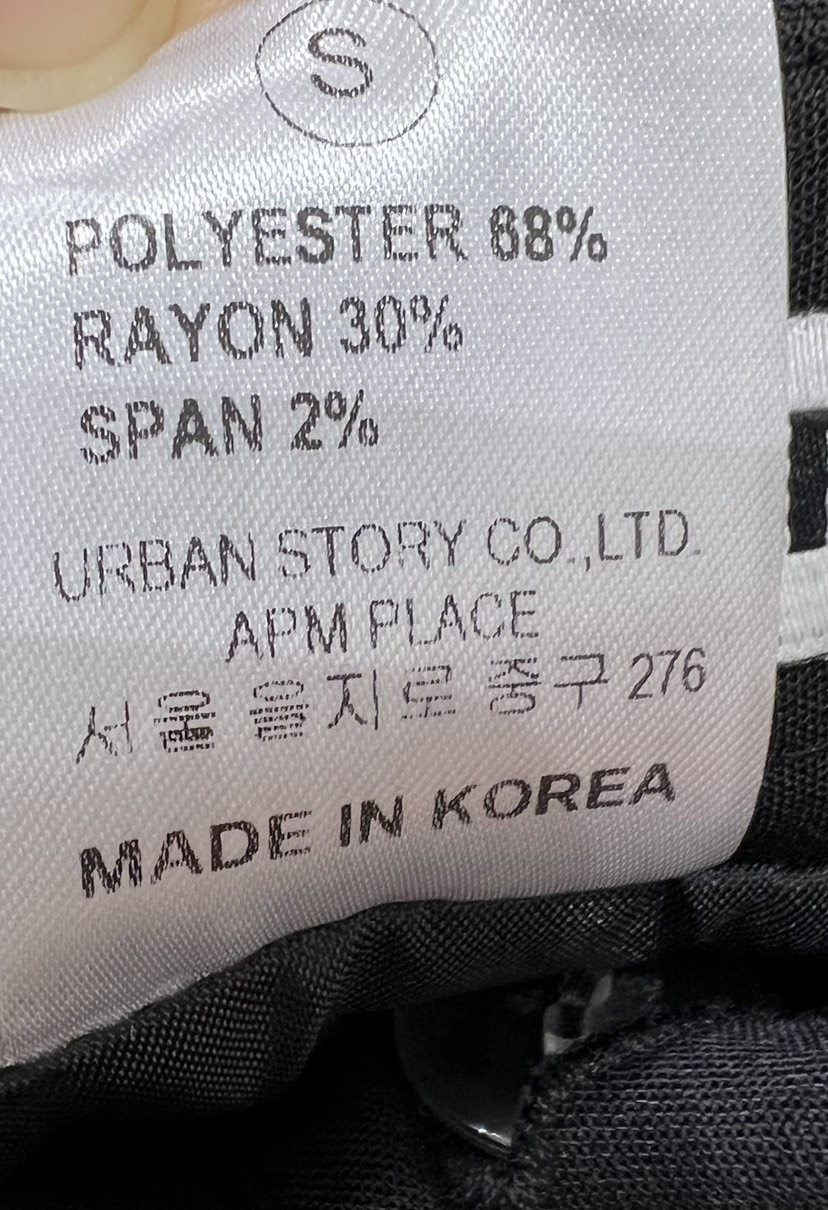 S
POLYESTER 68%
RAYON 30%
SPAN 2%
URBAN STORY CO.,LTD.
APM PLACE
서울 을지로 중구 276
MADE IN KOREA